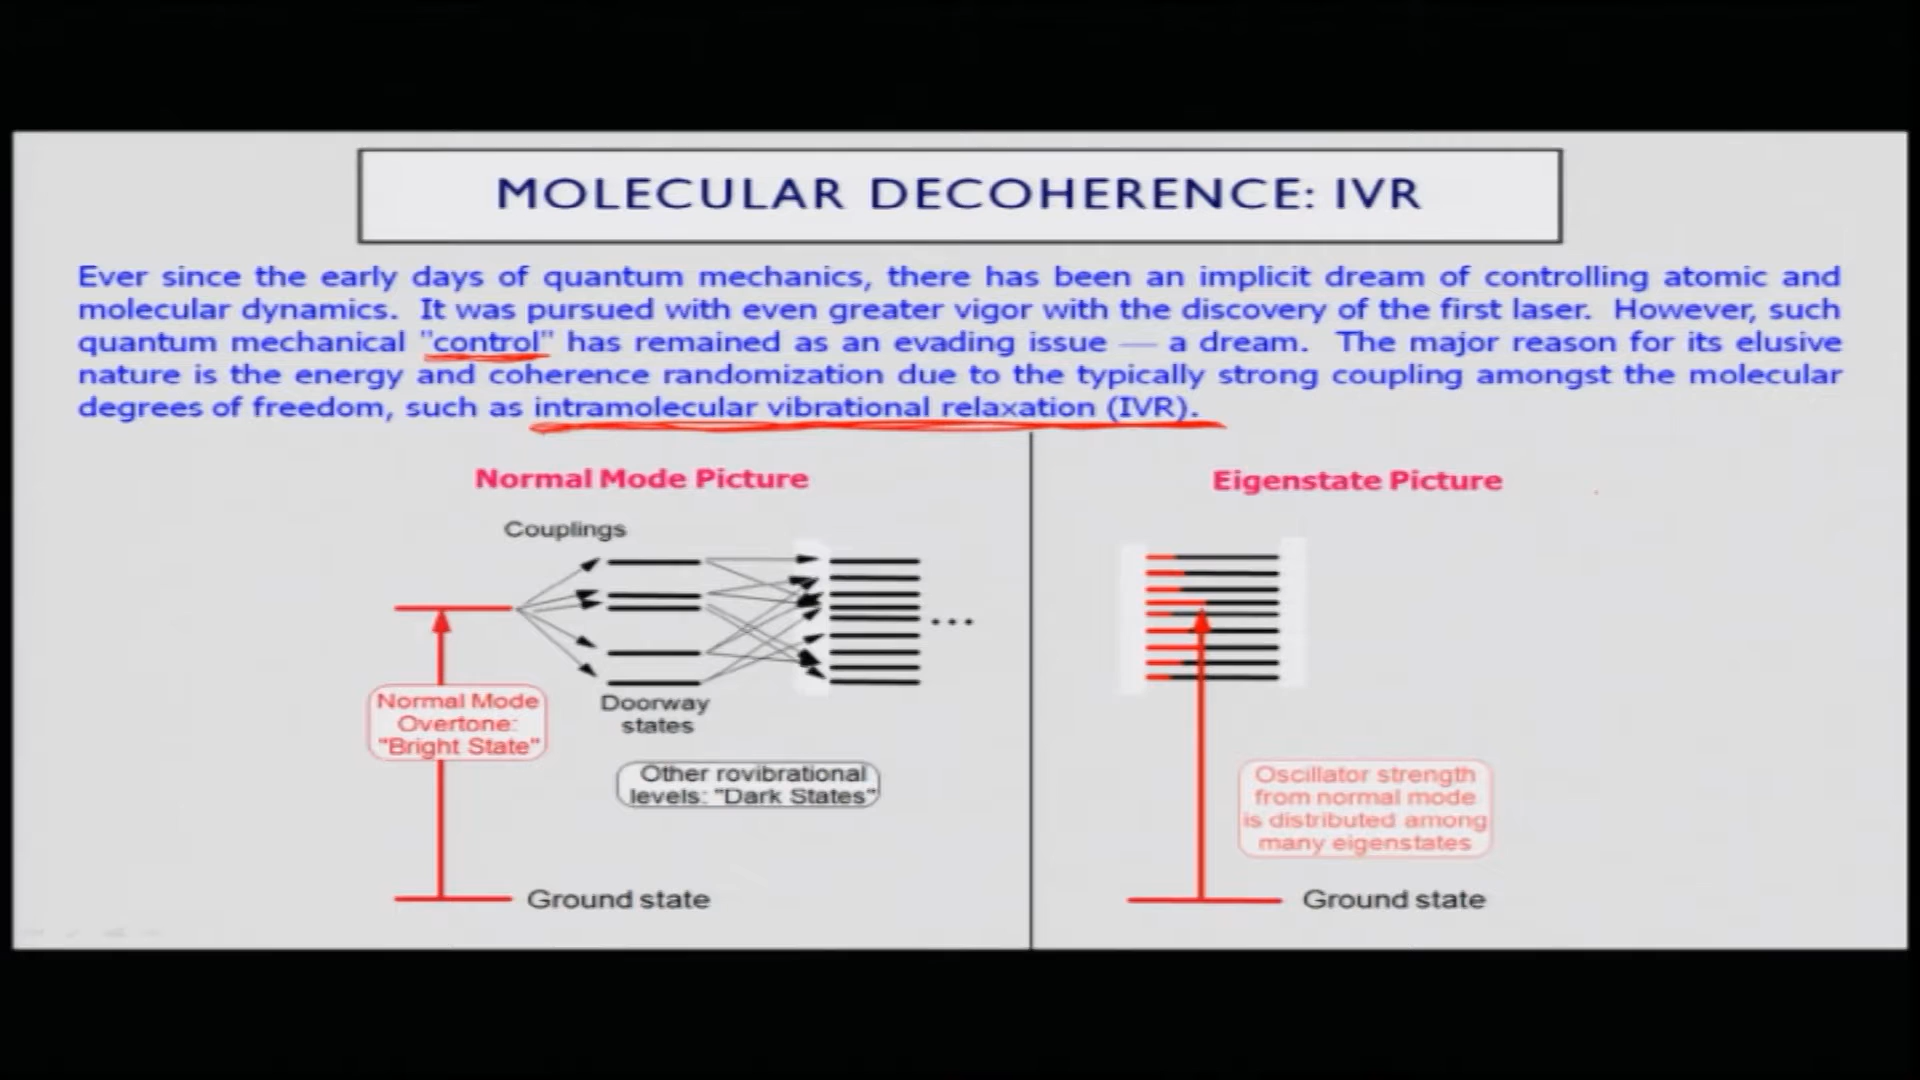 MOLECULAR DECOHERENCE: IVR
Ever since the early days of quantum mechanics, there has been an implicit dream of controlling atomic and
molecular dynamics. It was pursued with even greater vigor with the discovery of the first laser. However, such
quantum mechanical "control" has remained as an evading issue — a dream. The major reason for its elusive
nature is the energy and coherence randomization due to the typically strong coupling amongst the molecular
degrees of freedom, such as intramolecular vibrational relaxation (IVR).
Normal Mode Picture
Couplings
Normal Mode
Overtone:
"Bright State"
Doorway
states
...
Other rovibrational
levels: "Dark States"
Ground state
Eigenstate Picture
Oscillator strength
from normal mode
is distributed among
many eigenstates
Ground state